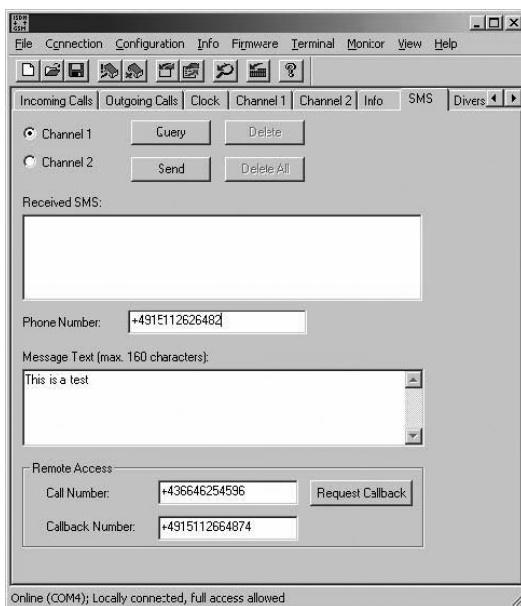 ISDN GSM
File Connection Configuration Info Firmware Terminal Monitor View Help
Incoming Calls Outgoing Calls Clock Channel 1 Channel 2 Info SMS Divers
Channel 1 Query Delete
Channel 2 Send Delete All
Received SMS:
Phone Number: +4915112626482
Message Text (max. 160 characters):
This is a test
Remote Access
Call Number: +436646254596 Request Callback
Callback Number: +4915112664874
Online (COM4); Locally connected, full access allowed